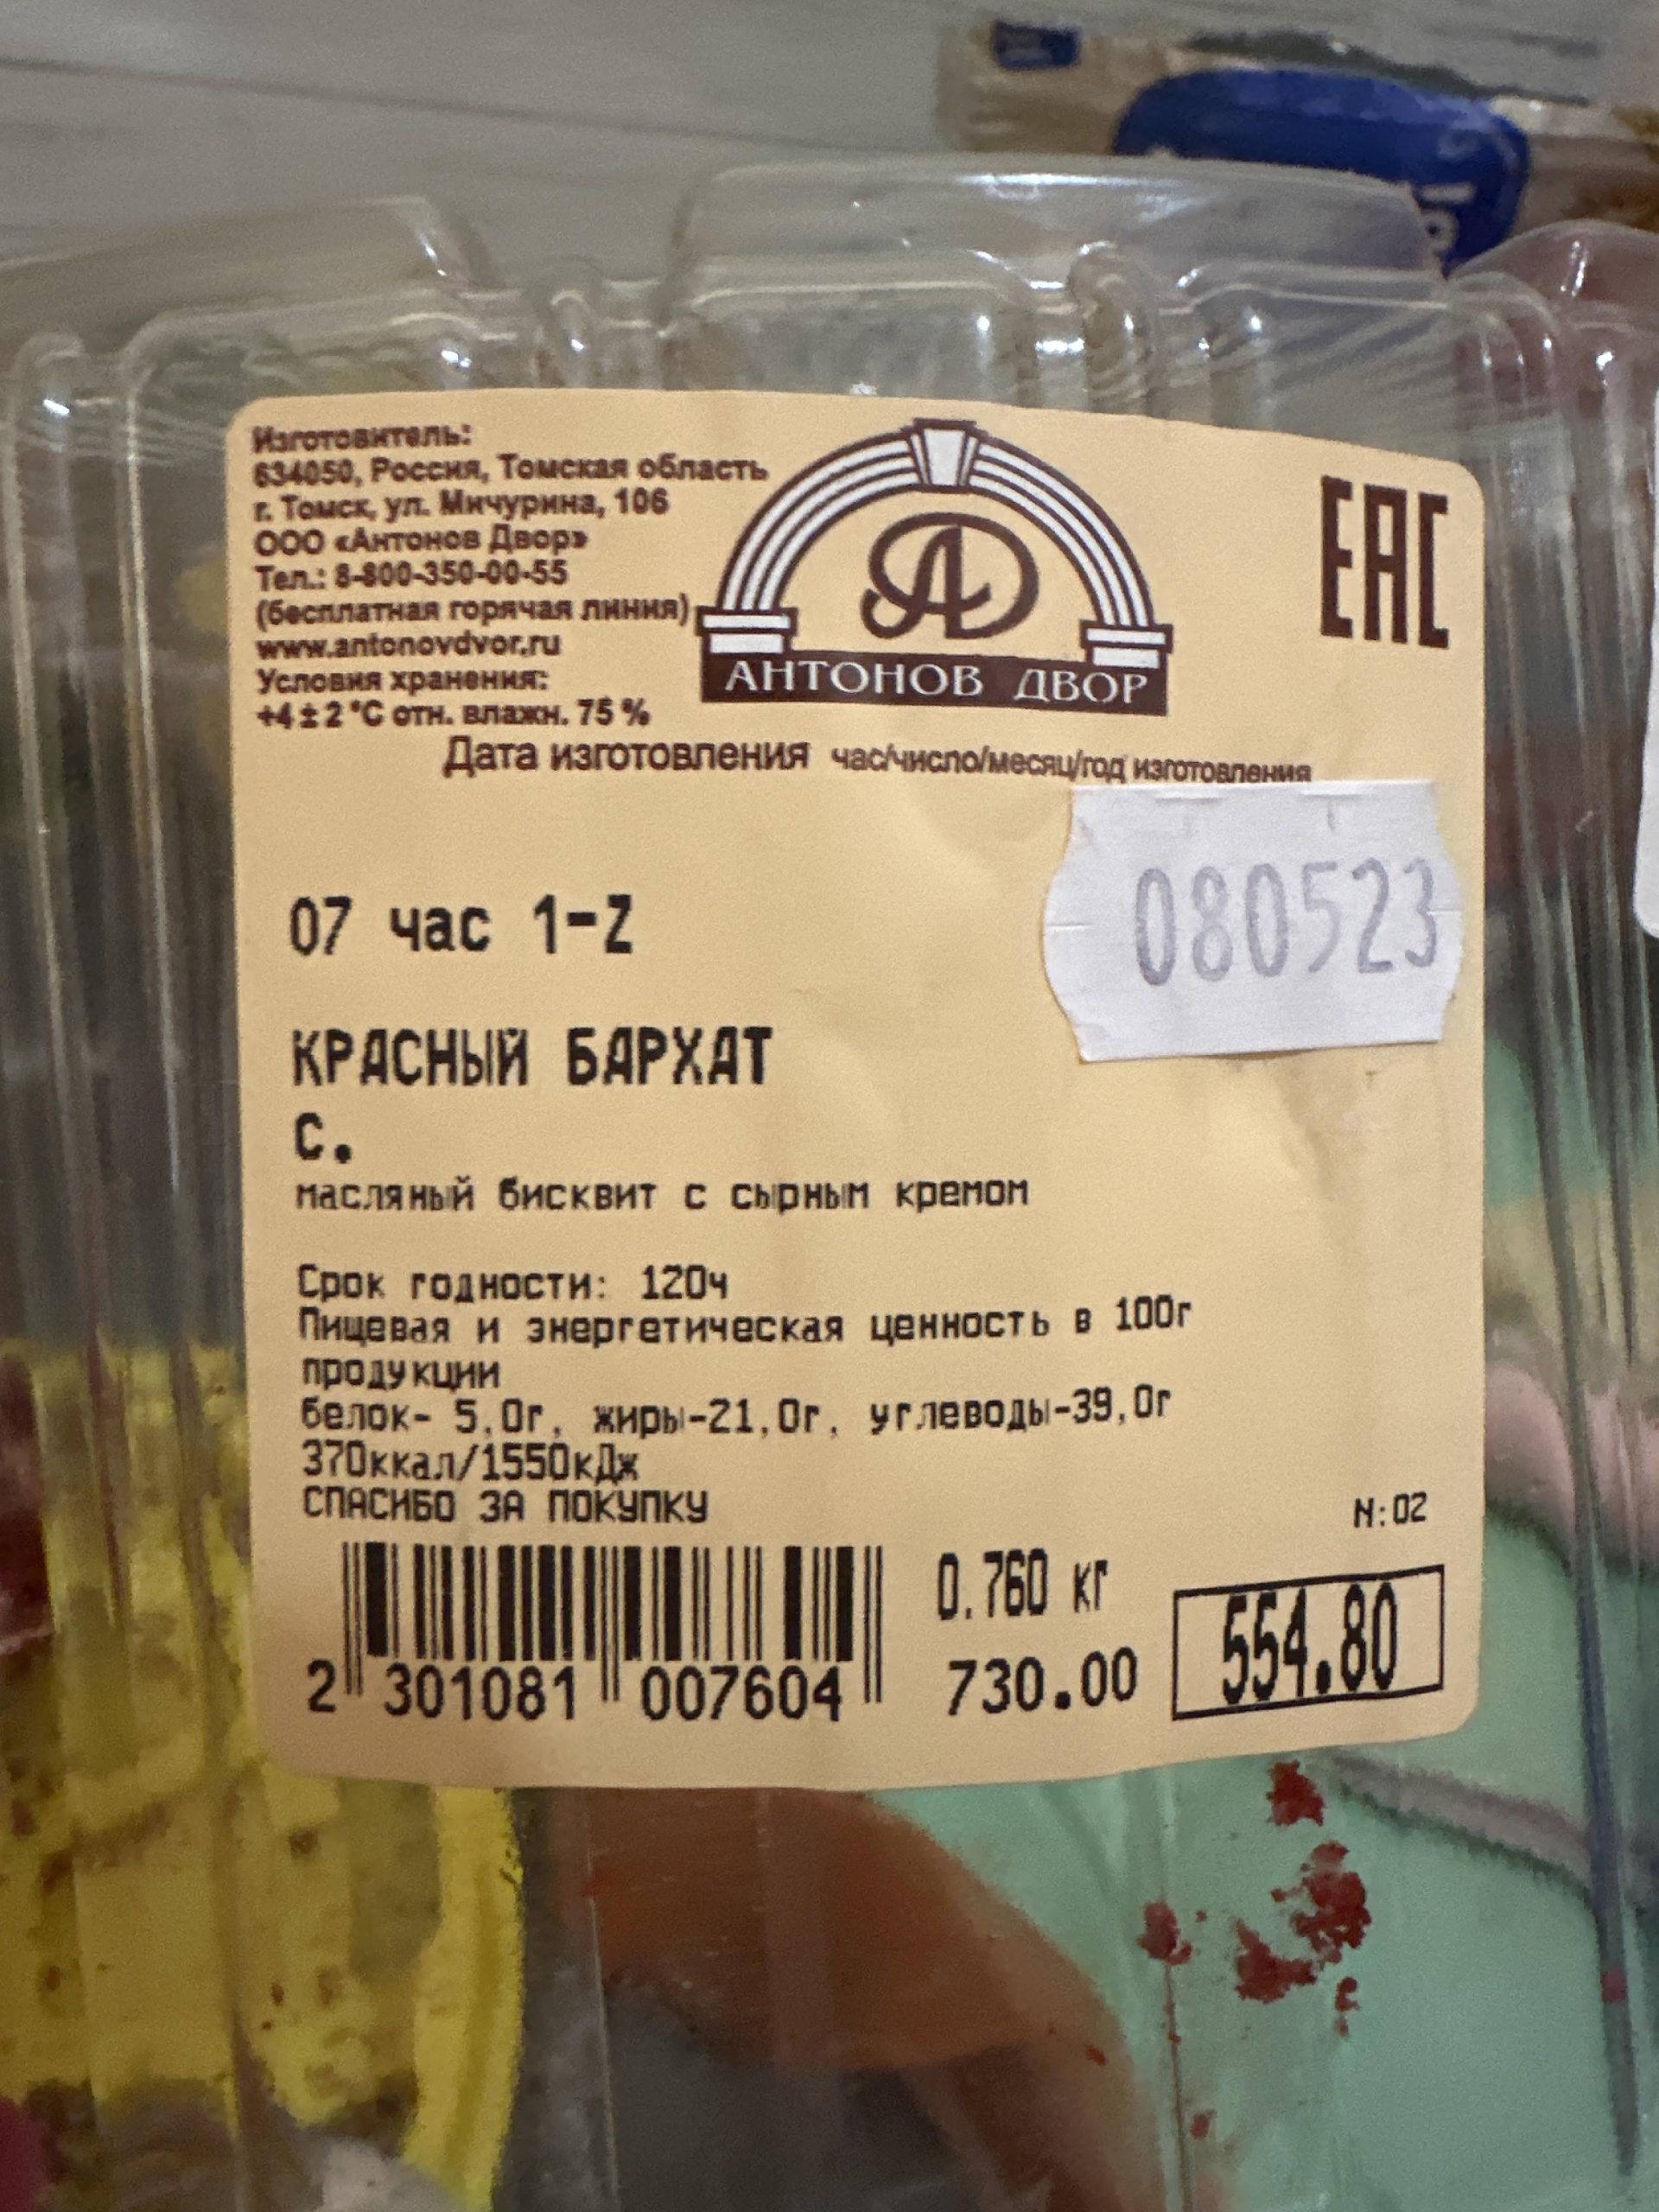 Изготовитель:
634050, Россия, Томская область
г. Томск, ул. Мичурина, 106
ООО «Антонов Двор»
Тел.: 8-800-350-00-55
(бесплатная горячая линия)
www.antonovdvor.ru
Условия хранения:
+4 ± 2 °С отн. влажн. 75 %
АД
АНТОНОВ ДВОР
ЕАС
Дата изготовления час/число/месяц/год изготовления
080523
07 час 1-Z
КРАСНЫЙ БАРХАТ
С.
масляный бисквит с сырным кремом
Срок годности: 120ч
Пищевая и энергетическая ценность в 100г
продукции
белок- 5,0г, жиры-21,0г, углеводы-39,0г
370ккал/1550кДж
СПАСИБО ЗА ПОКУПКУ
N:02
0.760 кг
554.80
730.00
2 301081 007604